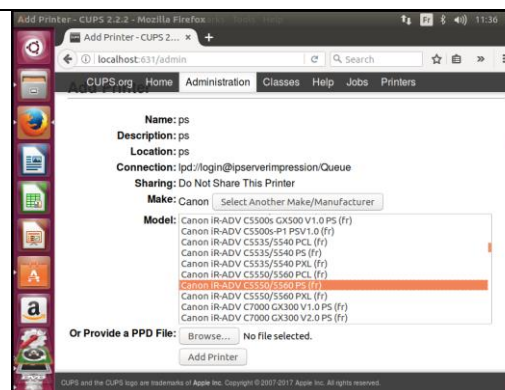 Add Printer - CUPS 2.2.2 - Mozilla Firefox
Fr 11:36
Add Printer - CUPS 2.... ×
localhost:631/admin
Search
CUPS.org Home Administration Classes Help Jobs Printers
Add Printer
Name: ps
Description: ps
Location: ps
Connection: lpd://login@ipserverimpression/Queue
Sharing: Do Not Share This Printer
Make: Canon Select Another Make/Manufacturer
Model: Canon iR-ADV C5500s GX500 V1.0 PS (fr)
Canon iR-ADV C5500s-P1 PSV1.0 (fr)
Canon iR-ADV C5535/5540 PCL (fr)
Canon iR-ADV C5535/5540 PS (fr)
Canon iR-ADV C5535/5540 PXL (fr)
Canon iR-ADV C5550/5560 PCL (fr)
Canon iR-ADV C5550/5560 PS (fr)
Canon iR-ADV C5550/5560 PXL (fr)
Canon iR-ADV C7000 GX300 V1.0 PS (fr)
Canon iR-ADV C7000 GX300 V2.0 PS (fr)
Or Provide a PPD File: Browse... No file selected.
Add Printer
CUPS and the CUPS logo are trademarks of Apple Inc. Copyright © 2007-2017 Apple Inc. All rights reserved.